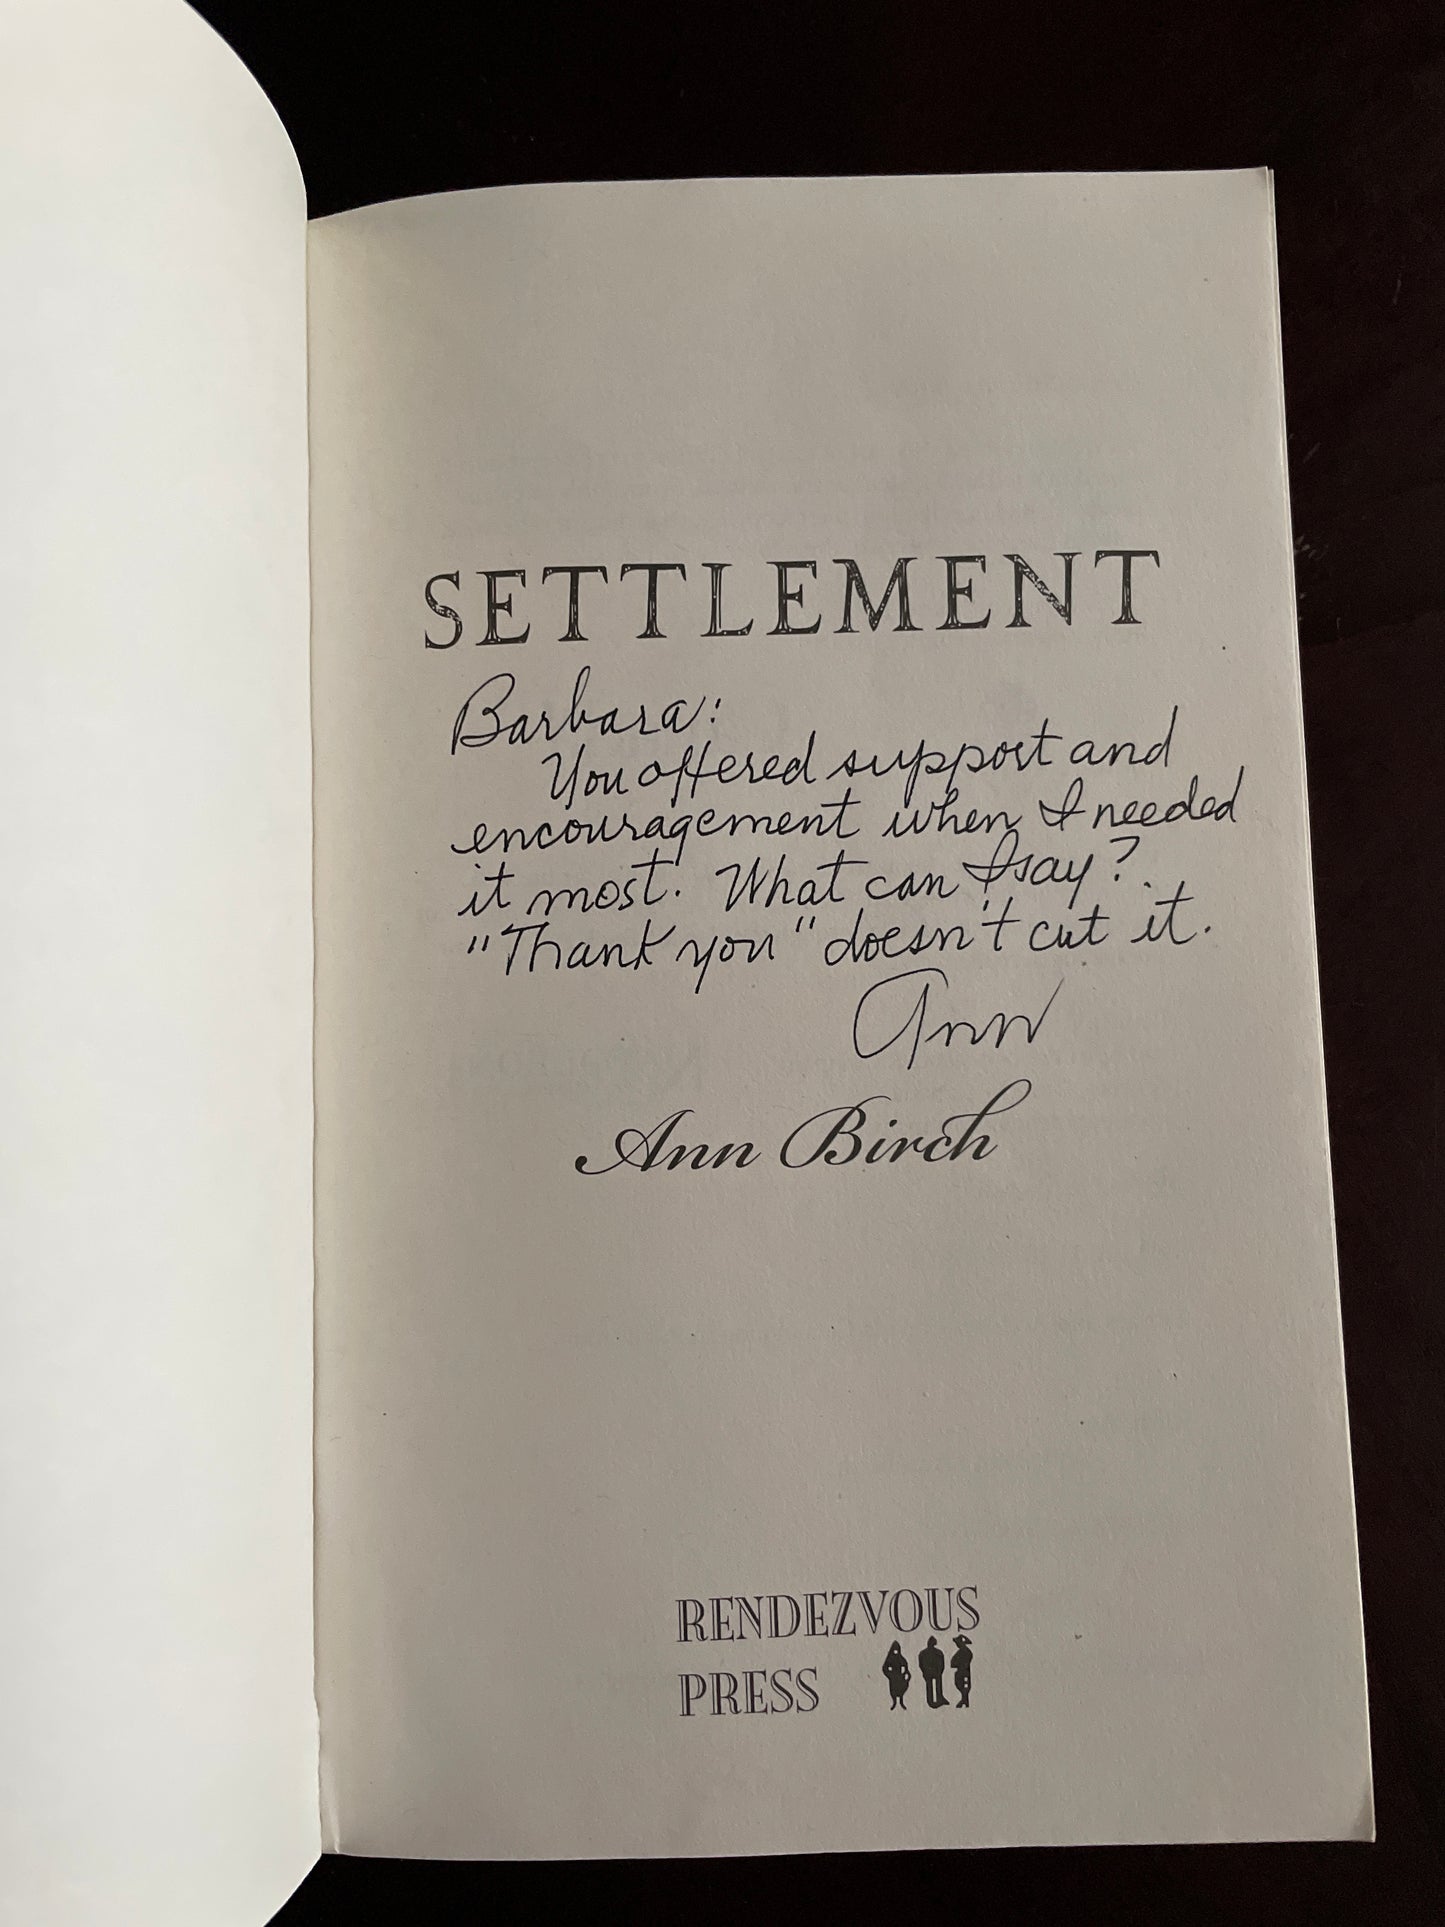 SETTLEMENT
Barbara:
You offered support and
encouragement when I needed
it most. What can I say?
"Thank you" doesn't cut it.
Ann
Ann Birch
RENDEZVOUS
PRESS